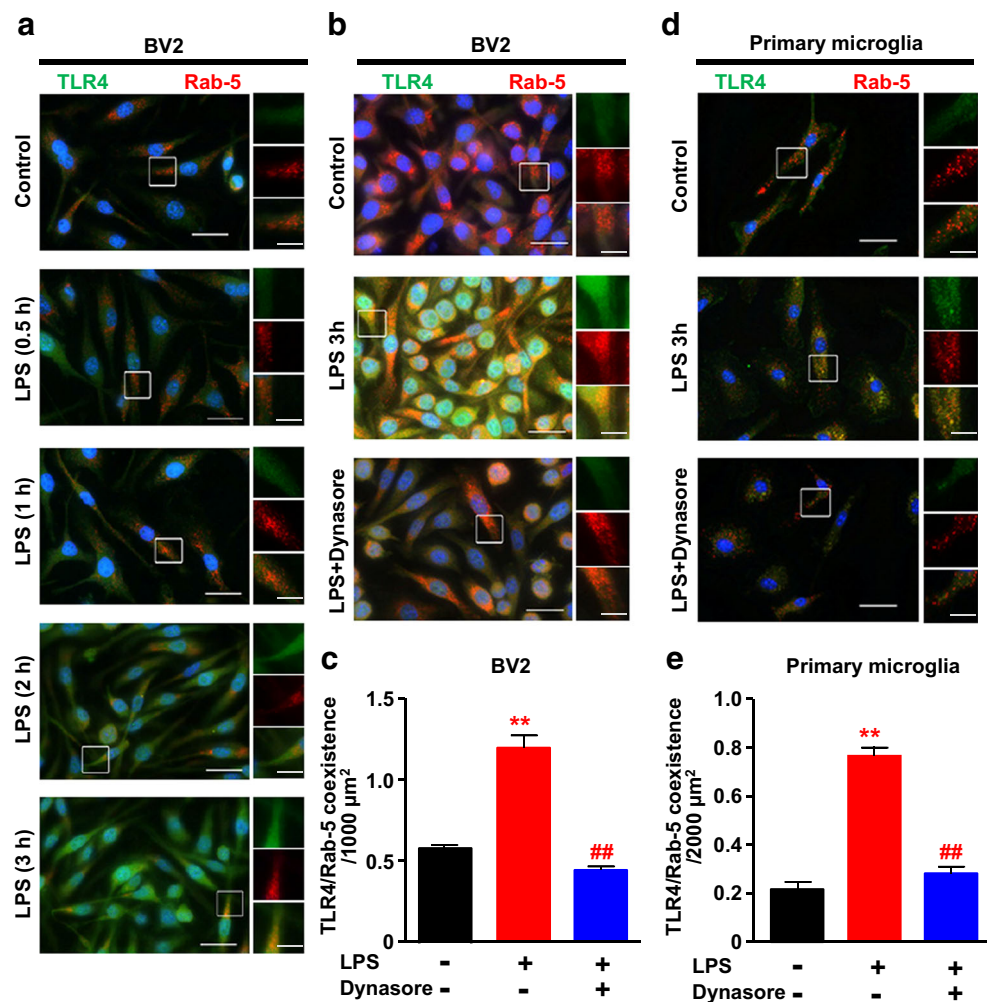 a
BV2
TLR4 Rab-5
Control
LPS (0.5 h)
LPS (1 h)
LPS (2 h)
LPS (3 h)
b
BV2
TLR4 Rab-5
Control
LPS 3h
LPS+Dynasore
d
Primary microglia
TLR4 Rab-5
Control
LPS 3h
LPS+Dynasore
c
BV2
TLR4/Rab-5 coexistence
/1000 µm²
1.5
1.0
0.5
0
**
##
LPS - + +
Dynasore - - +
e
Primary microglia
TLR4/Rab-5 coexistence
/2000 µm²
1.0
0.8
0.6
0.4
0.2
0
**
##
LPS - + +
Dynasore - - +